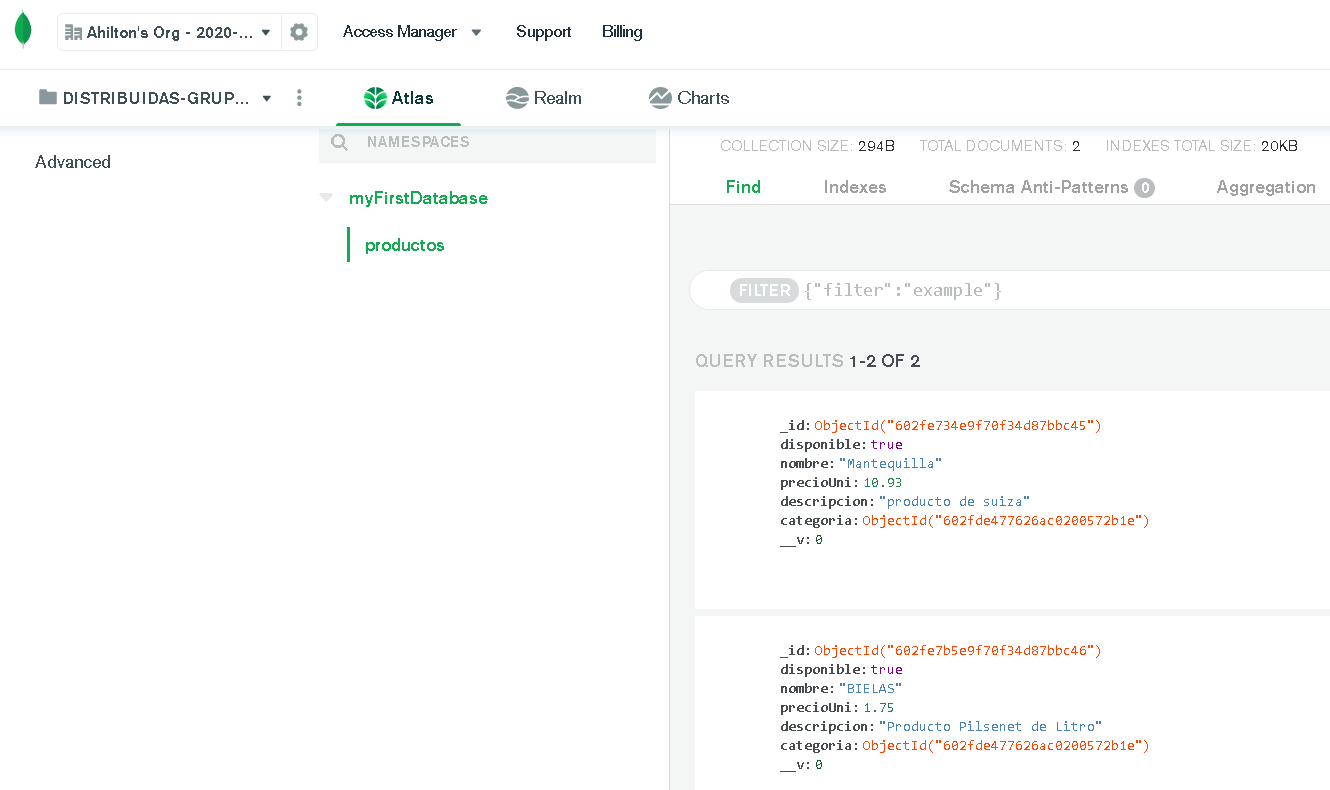 Ahilton's Org - 2020-... Access Manager Support Billing
DISTRIBUIDAS-GRUP... Atlas Realm Charts
Advanced
NAMESPACES
myFirstDatabase
productos
COLLECTION SIZE: 294B TOTAL DOCUMENTS: 2 INDEXES TOTAL SIZE: 20KB
Find Indexes Schema Anti-Patterns 0 Aggregation
FILTER {"filter":"example"}
QUERY RESULTS 1-2 OF 2
_id: ObjectId("602fe734e9f70f34d87bbc45")
disponible: true
nombre: "Mantequilla"
precioUni: 10.93
descripcion: "producto de suiza"
categoria: ObjectId("602fde477626ac0200572b1e")
__v: 0
_id: ObjectId("602fe7b5e9f70f34d87bbc46")
disponible: true
nombre: "BIELAS"
precioUni: 1.75
descripcion: "Producto Pilsenet de Litro"
categoria: ObjectId("602fde477626ac0200572b1e")
__v: 0